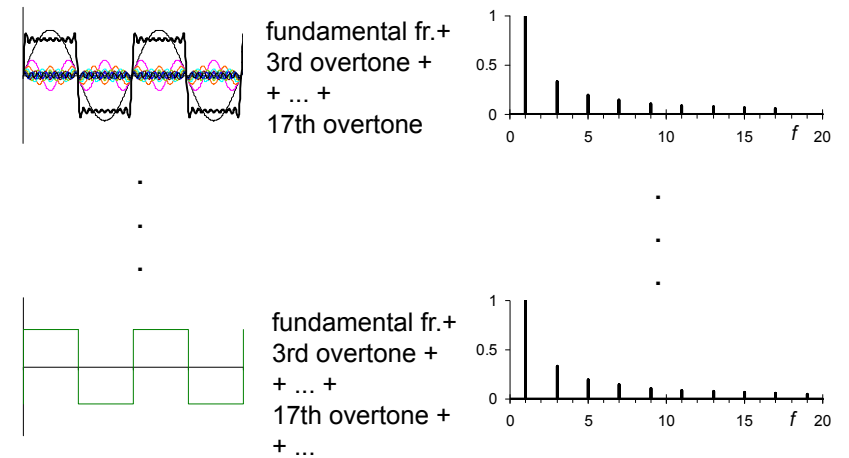 fundamental fr.+
3rd overtone +
+ ... +
17th overtone
1
0.5
0
0 5 10 15 f 20
.
.
.
.
.
.
fundamental fr.+
3rd overtone +
+ ... +
17th overtone +
+ ...
1
0.5
0
0 5 10 15 f 20